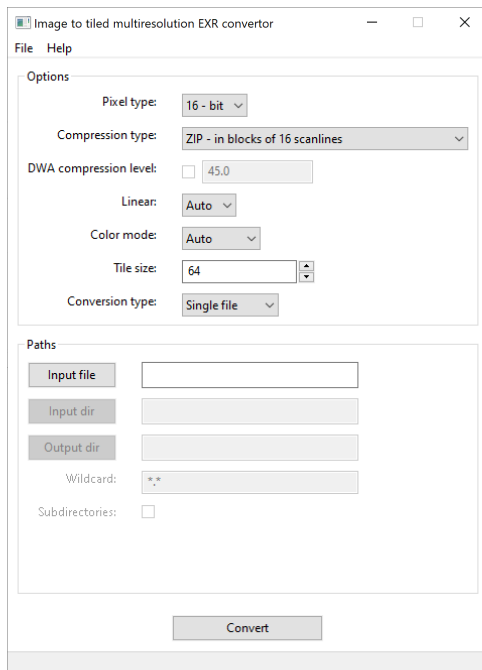 Image to tiled multiresolution EXR convertor
File Help
Options
Pixel type: 16 - bit
Compression type: ZIP - in blocks of 16 scanlines
DWA compression level: 45.0
Linear: Auto
Color mode: Auto
Tile size: 64
Conversion type: Single file
Paths
Input file
Input dir
Output dir
Wildcard: *.*
Subdirectories:
Convert